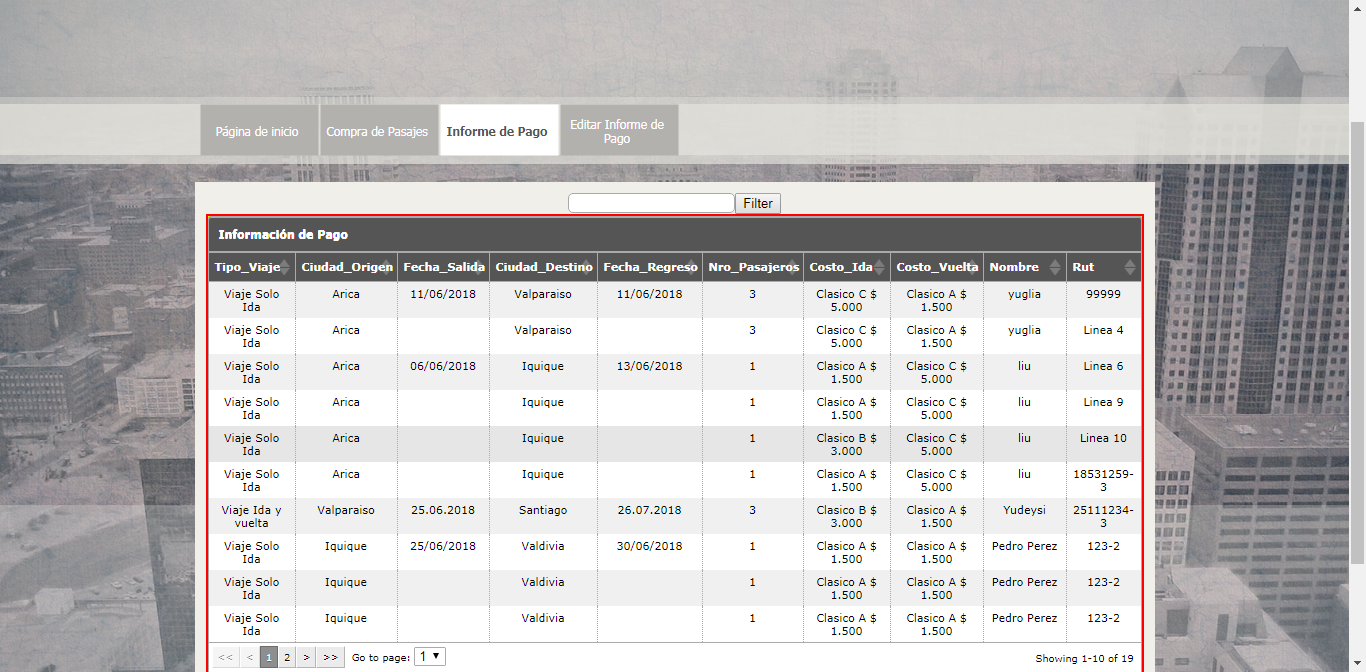 Página de inicio
Compra de Pasajes
Informe de Pago
Editar Informe de
Pago
Filter
Información de Pago
Tipo_Viaje Ciudad_Origen Fecha_Salida Ciudad_Destino Fecha_Regreso Nro_Pasajeros Costo_Ida Costo_Vuelta Nombre Rut
Viaje Solo Arica 11/06/2018 Valparaiso 11/06/2018 3 Clasico C $ Clasico A $ yuglia 99999
Ida 5.000 1.500
Viaje Solo Arica Valparaiso 3 Clasico C $ Clasico A $ yuglia Linea 4
Ida 5.000 1.500
Viaje Solo Arica 06/06/2018 Iquique 13/06/2018 1 Clasico A $ Clasico C $ liu Linea 6
Ida 1.500 5.000
Viaje Solo Arica Iquique 1 Clasico A $ Clasico C $ liu Linea 9
Ida 1.500 5.000
Viaje Solo Arica Iquique 1 Clasico B $ Clasico C $ liu Linea 10
Ida 3.000 5.000
Viaje Solo Arica Iquique 1 Clasico A $ Clasico C $ liu 18531259-
Ida 1.500 5.000 3
Viaje Ida y Valparaiso 25.06.2018 Santiago 26.07.2018 3 Clasico B $ Clasico A $ Yudeysi 25111234-
vuelta 3.000 1.500 3
Viaje Solo Iquique 25/06/2018 Valdivia 30/06/2018 1 Clasico A $ Clasico A $ Pedro Perez 123-2
Ida 1.500 1.500
Viaje Solo Iquique Valdivia 1 Clasico A $ Clasico A $ Pedro Perez 123-2
Ida 1.500 1.500
Viaje Solo Iquique Valdivia 1 Clasico A $ Clasico A $ Pedro Perez 123-2
Ida 1.500 1.500
<< < 1 2 > >> Go to page: 1 Showing 1-10 of 19